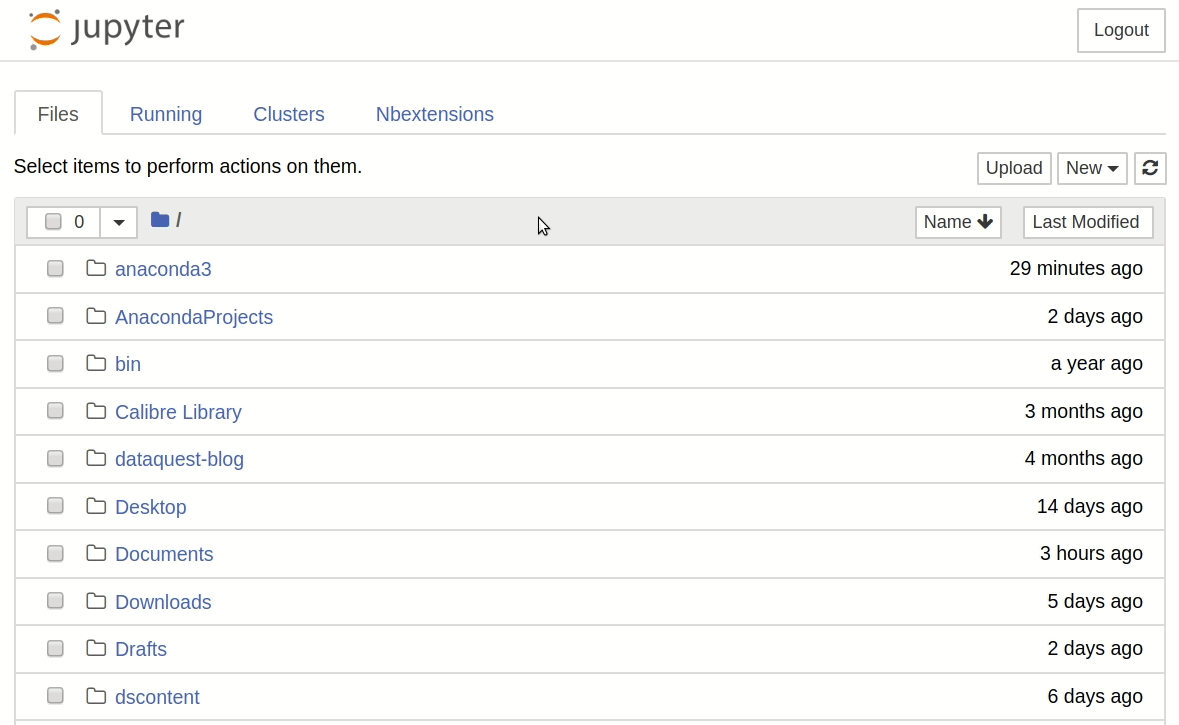 jupyter
Logout
Files Running Clusters Nbextensions
Select items to perform actions on them.
Upload New
0 / Name Last Modified
anaconda3 29 minutes ago
AnacondaProjects 2 days ago
bin a year ago
Calibre Library 3 months ago
dataquest-blog 4 months ago
Desktop 14 days ago
Documents 3 hours ago
Downloads 5 days ago
Drafts 2 days ago
dscontent 6 days ago